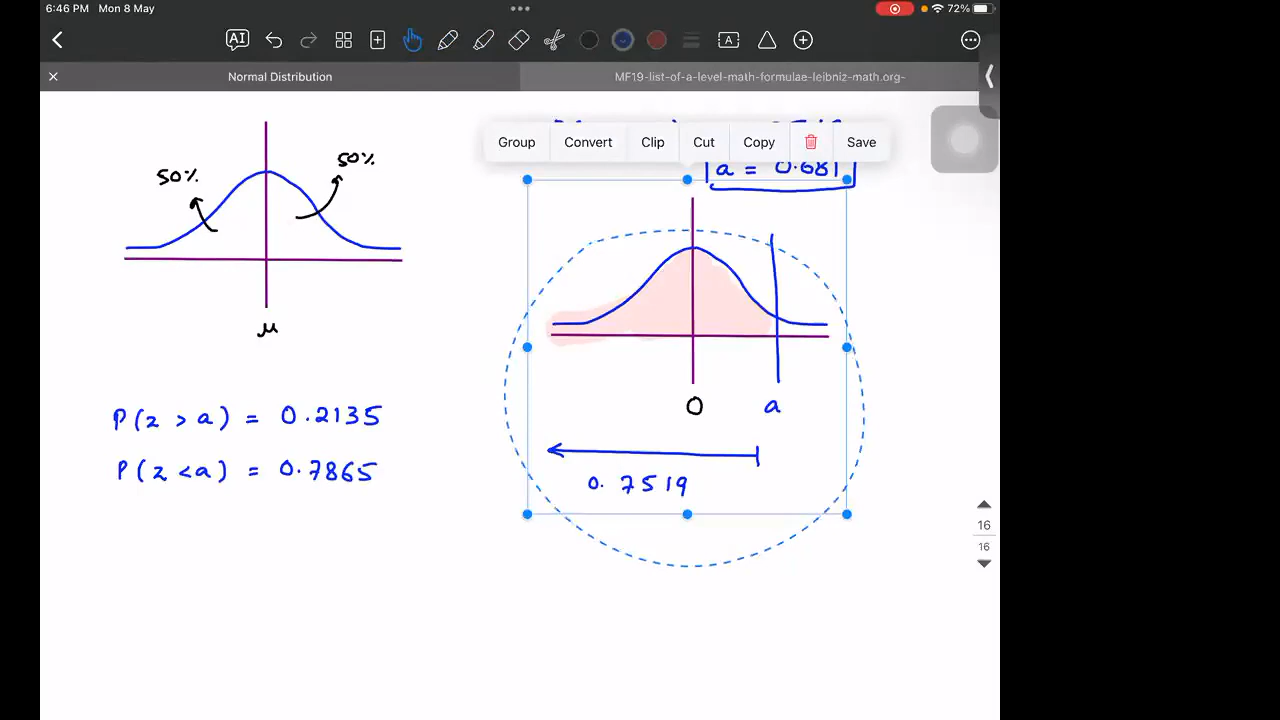 6:46 PM Mon 8 May
72%
AI
A
Normal Distribution
MF19-list-of-a-level-math-formulae-leibniz-math.org-
Group Convert Clip Cut Copy Save
a = 0.681
50%
50%
μ
0 a
P(z > a) = 0.2135
P(z < a) = 0.7865
0.7519
16
16